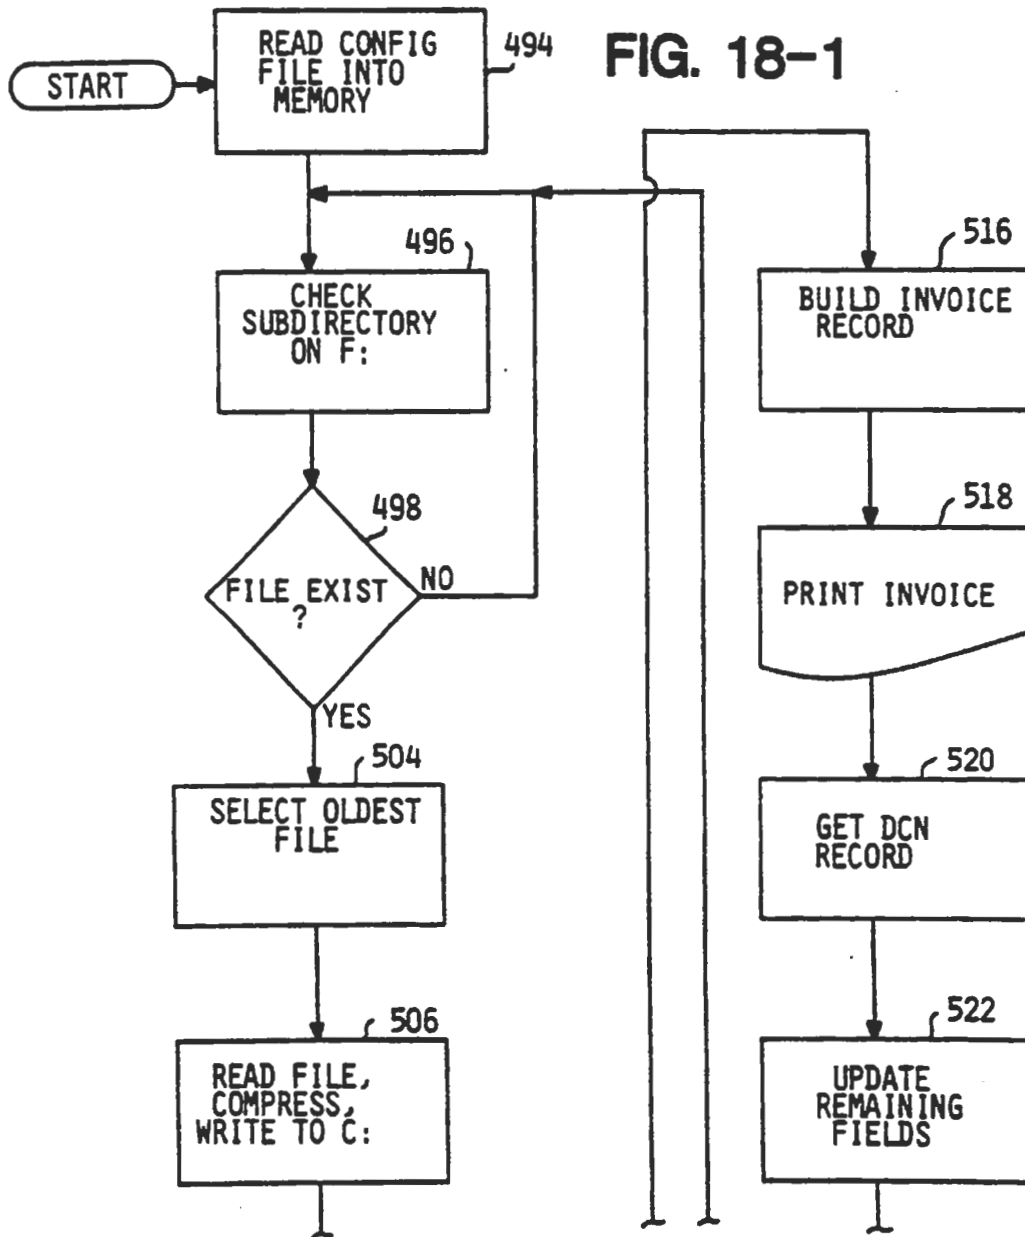 FIG. 18-1
START
READ CONFIG
FILE INTO
MEMORY
494
496
CHECK
SUBDIRECTORY
ON F:
498
FILE EXIST
?
NO
YES
504
SELECT OLDEST
FILE
506
READ FILE,
COMPRESS,
WRITE TO C:
516
BUILD INVOICE
RECORD
518
PRINT INVOICE
520
GET DCN
RECORD
522
UPDATE
REMAINING
FIELDS